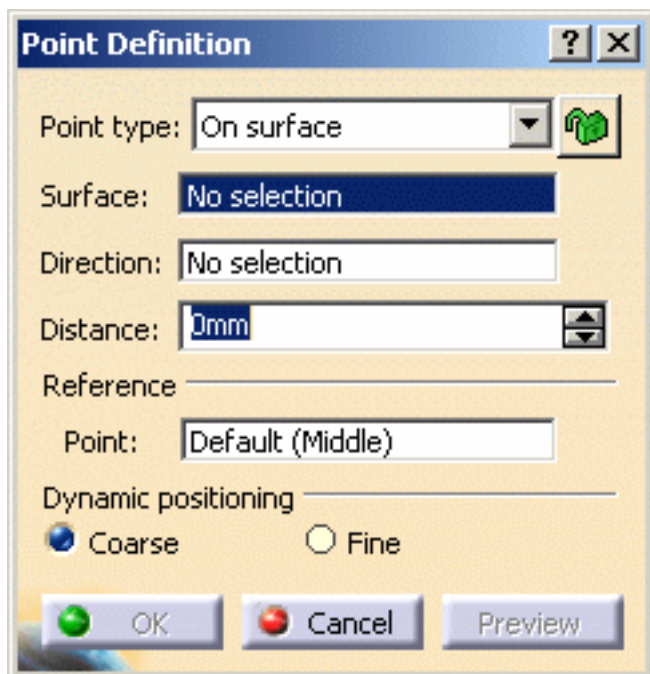 Point Definition ? X
Point type: On surface
Surface: No selection
Direction: No selection
Distance: 0mm
Reference
Point: Default (Middle)
Dynamic positioning
Coarse Fine
OK Cancel Preview